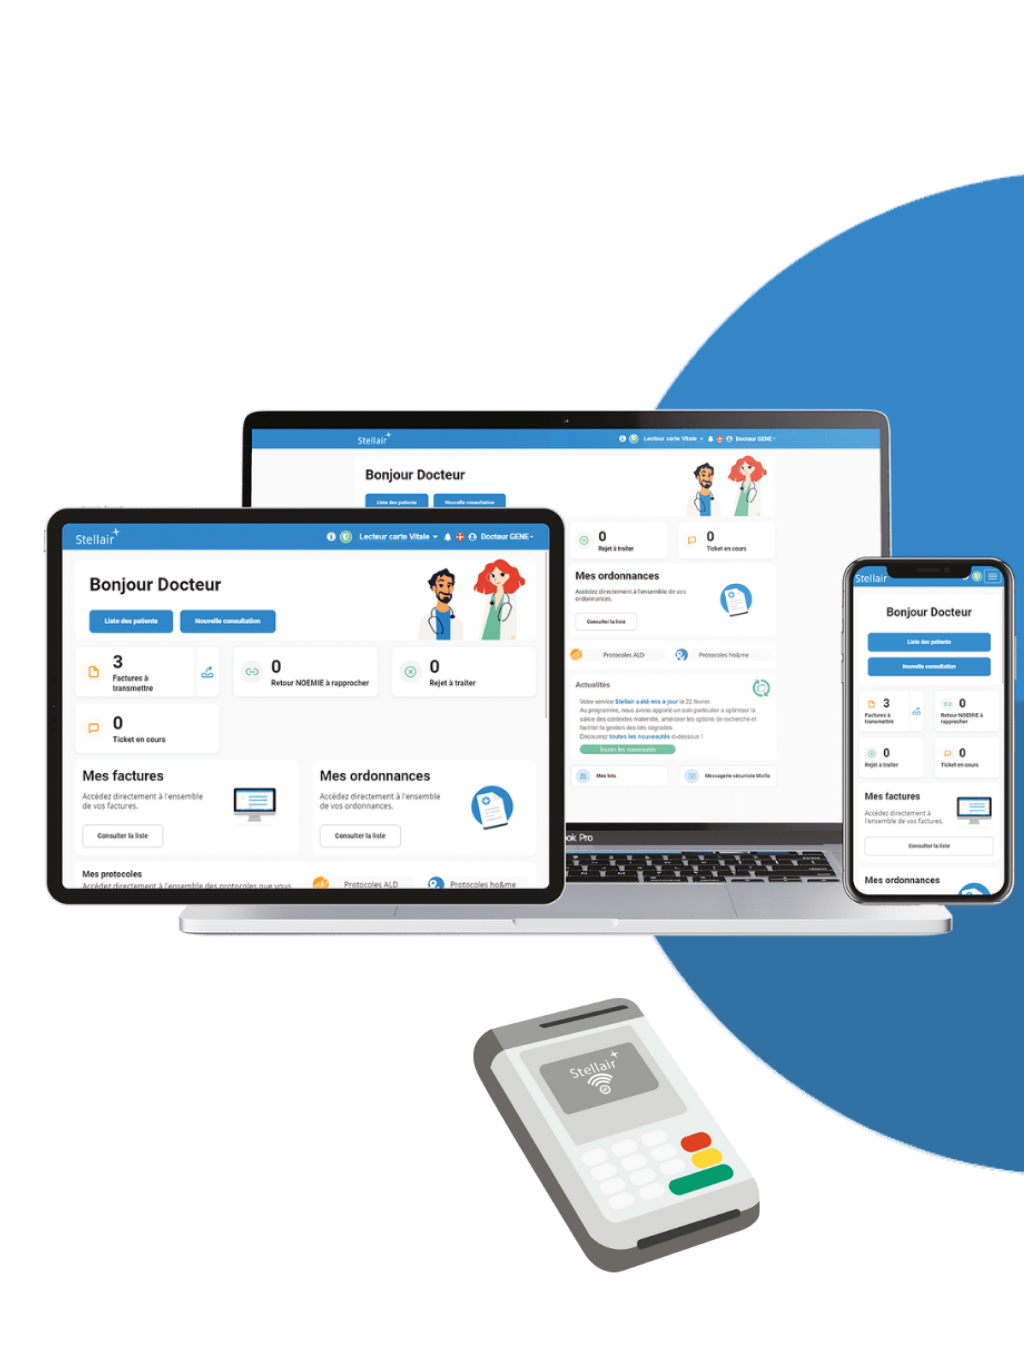 Stellair
Lecteur carte Vitale
Docteur GENE
Bonjour Docteur
Liste des patients
Nouvelle consultation
0
Rejet à traiter
0
Ticket en cours
Mes ordonnances
Accédez directement à l'ensemble de vos
ordonnances.
Consulter la liste
Protocoles ALD
Protocoles ho&me
Actualités
Votre service Stellair a été mis à jour le 22 février.
Au programme, nous avons apporté un soin particulier à optimiser la
saisie des contextes maternité, améliorer les options de recherche et
faciliter la gestion des lots dégradés.
Découvrez toutes les nouveautés ci-dessous !
Toutes les nouveautés
Mes lots
Messagerie sécurisée
ok Pro
Stellair
Lecteur carte Vitale
Docteur GENE
Bonjour Docteur
Liste des patients
Nouvelle consultation
3
Factures à
transmettre
0
Retour NOEMIE à rapprocher
0
Rejet à traiter
0
Ticket en cours
Mes factures
Accédez directement à l'ensemble
de vos factures.
Consulter la liste
Mes ordonnances
Accédez directement à l'ensemble
de vos ordonnances.
Consulter la liste
Mes protocoles
Accédez directement à l'ensemble des protocoles que vous
Protocoles ALD
Protocoles ho&me
Stellair
Bonjour Docteur
Liste des patients
Nouvelle consultation
3
Factures à
transmettre
0
Retour NOEMIE à
rapprocher
0
Rejet à traiter
0
Ticket en cours
Mes factures
Accédez directement à
l'ensemble de vos factures.
Consulter la liste
Mes ordonnances
Stellair